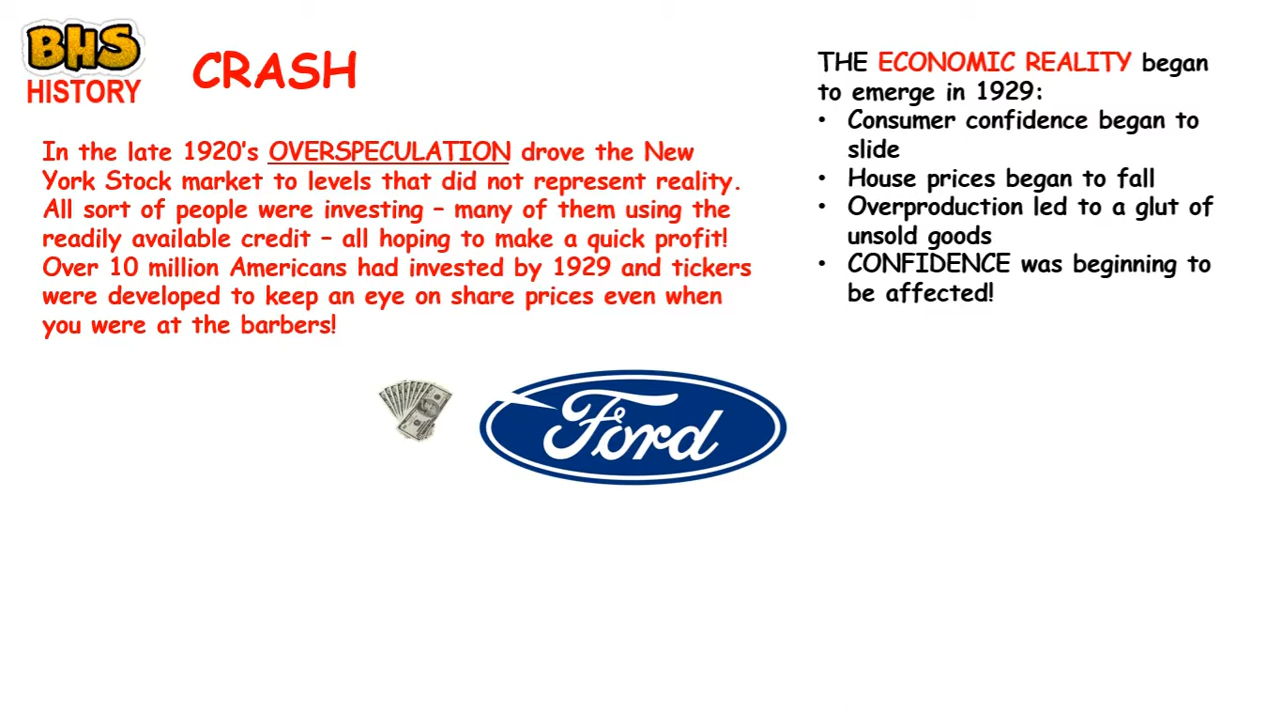 BHS
HISTORY
CRASH
In the late 1920's OVERSPECULATION drove the New
York Stock market to levels that did not represent reality.
All sort of people were investing – many of them using the
readily available credit – all hoping to make a quick profit!
Over 10 million Americans had invested by 1929 and tickers
were developed to keep an eye on share prices even when
you were at the barbers!
THE ECONOMIC REALITY began
to emerge in 1929:
• Consumer confidence began to
slide
• House prices began to fall
• Overproduction led to a glut of
unsold goods
• CONFIDENCE was beginning to
be affected!
Ford